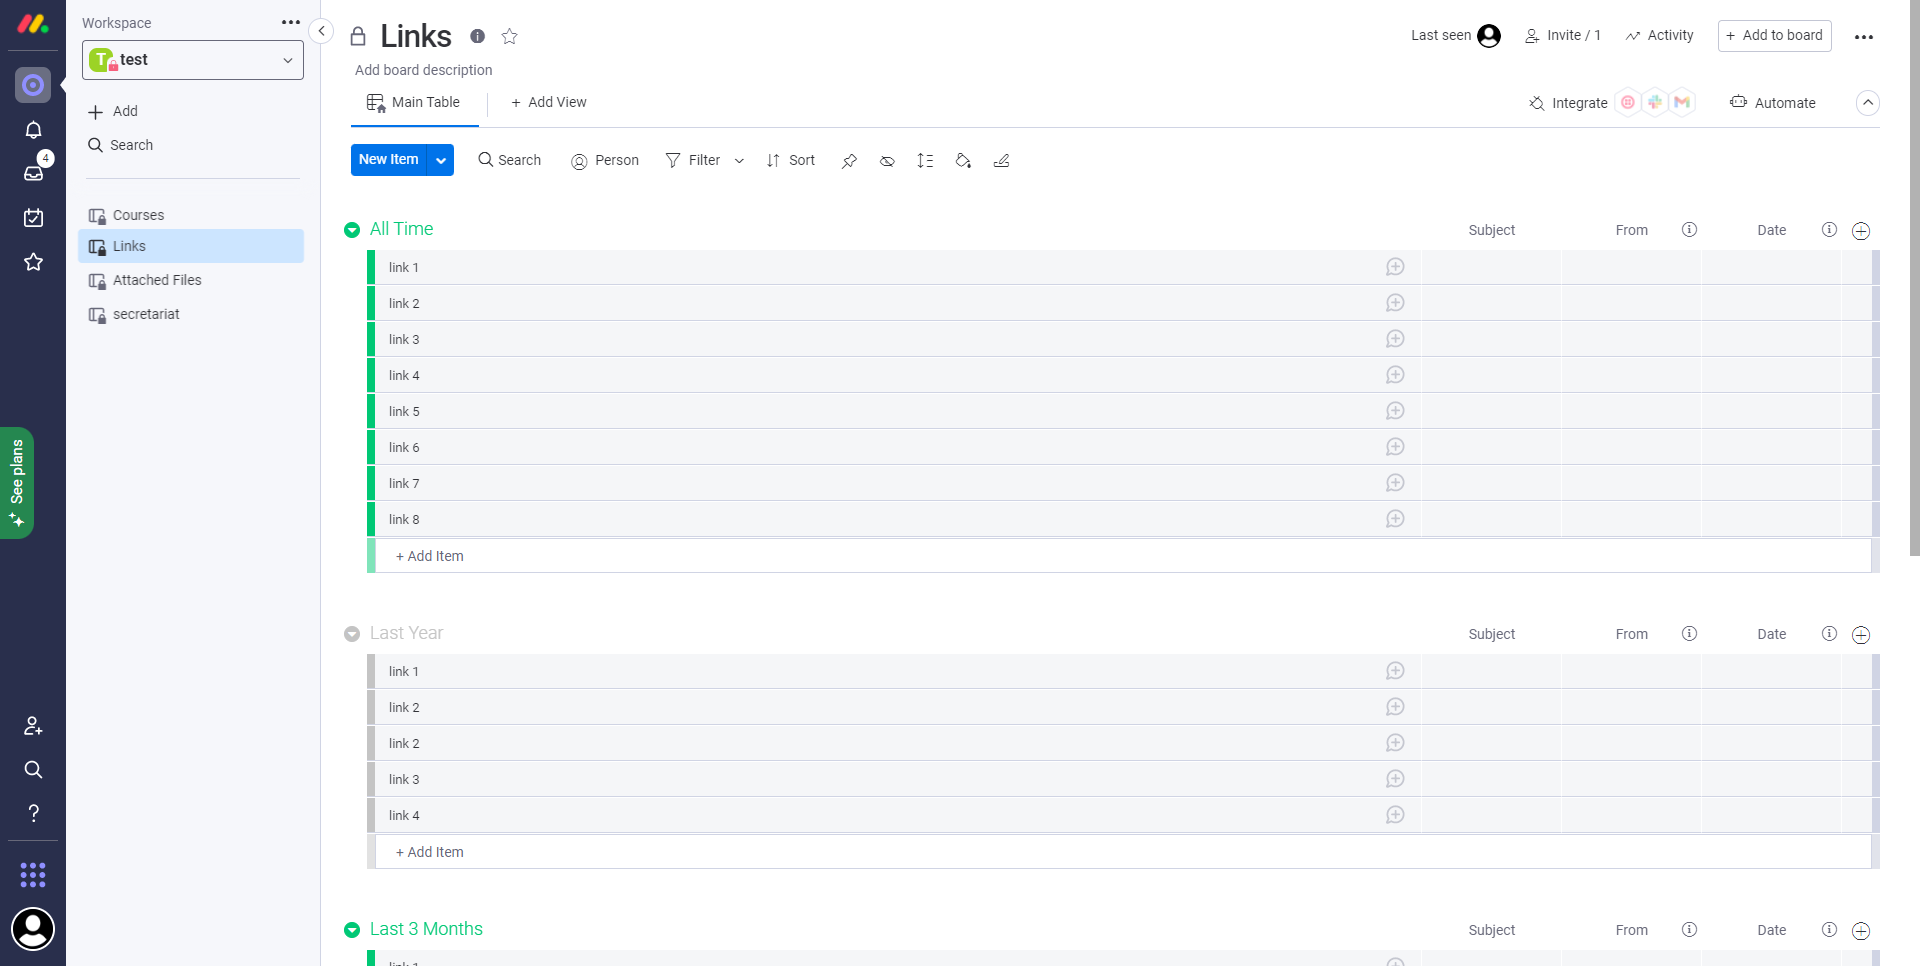 Workspace
T test
Add
Search
4
Courses
Links
Attached Files
secretariat
See plans
Links
Add board description
Last seen
Invite / 1
Activity
+ Add to board
Main Table
+ Add View
Integrate
Automate
New Item
Search
Person
Filter
Sort
All Time Subject From Date
link 1
link 2
link 3
link 4
link 5
link 6
link 7
link 8
+ Add Item
Last Year Subject From Date
link 1
link 2
link 2
link 3
link 4
+ Add Item
Last 3 Months Subject From Date
link 1